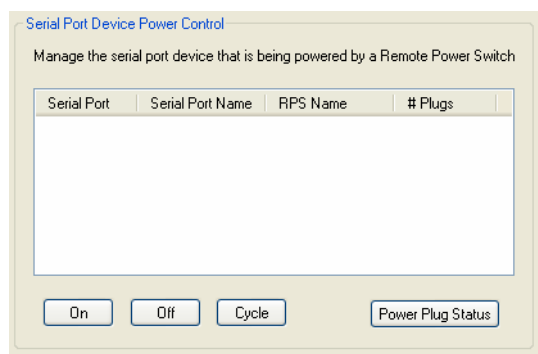 Serial Port Device Power Control
Manage the serial port device that is being powered by a Remote Power Switch
Serial Port Serial Port Name RPS Name # Plugs
On Off Cycle Power Plug Status